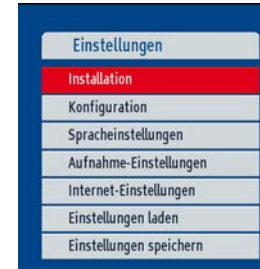 Einstellungen
Installation
Konfiguration
Spracheinstellungen
Aufnahme-Einstellungen
Internet-Einstellungen
Einstellungen laden
Einstellungen speichern